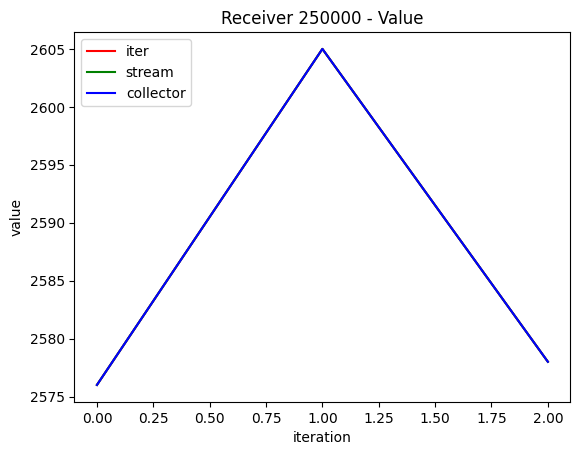 Receiver 250000 - Value
iter
stream
collector
value
2605
2600
2595
2590
2585
2580
2575
0.00 0.25 0.50 0.75 1.00 1.25 1.50 1.75 2.00
iteration